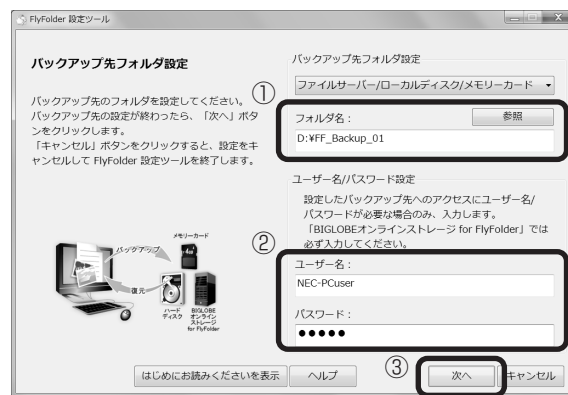 FlyFolder 設定ツール
バックアップ先フォルダ設定
バックアップ先のフォルダを設定してください。
バックアップ先の設定が終わったら、「次へ」ボタ
ンをクリックします。
「キャンセル」ボタンをクリックすると、設定をキ
ャンセルして FlyFolder 設定ツールを終了します。
メモリーカード
バックアップ
復元
ハード
ディスク
BIGLOBE
オンライン
ストレージ
for FlyFolder
バックアップ先フォルダ設定
ファイルサーバー/ローカルディスク/メモリーカード
①
フォルダ名：
参照
D:¥FF_Backup_01
ユーザー名/パスワード設定
設定したバックアップ先へのアクセスにユーザー名/
パスワードが必要な場合のみ、入力します。
「BIGLOBEオンラインストレージ for FlyFolder」では
必ず入力してください。
②
ユーザー名：
NEC-PCuser
パスワード：
●●●●●
③
はじめにお読みくださいを表示
ヘルプ
次へ
キャンセル